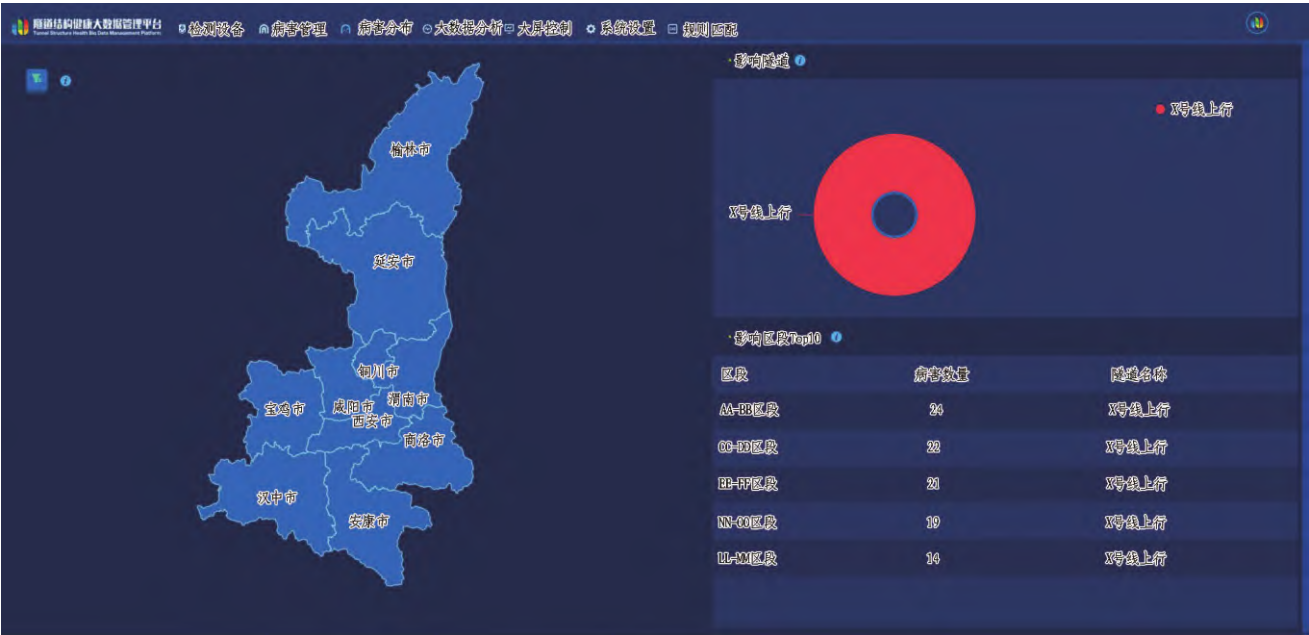 隧道结构健康大数据管理平台
Tunnel Structure Health Big Data Management Platform
检测设备 病害管理 病害分布 大数据分析 大屏控制 系统设置 规则匹配
榆林市
延安市
铜川市
宝鸡市
咸阳市
渭南市
西安市
商洛市
汉中市
安康市
·影响隧道
X号线上行
X号线上行
·影响区段Top10
区段 病害数量 隧道名称
AA-BB区段 24 X号线上行
CC-DD区段 22 X号线上行
EE-FF区段 21 X号线上行
NN-OO区段 19 X号线上行
LL-MM区段 14 X号线上行